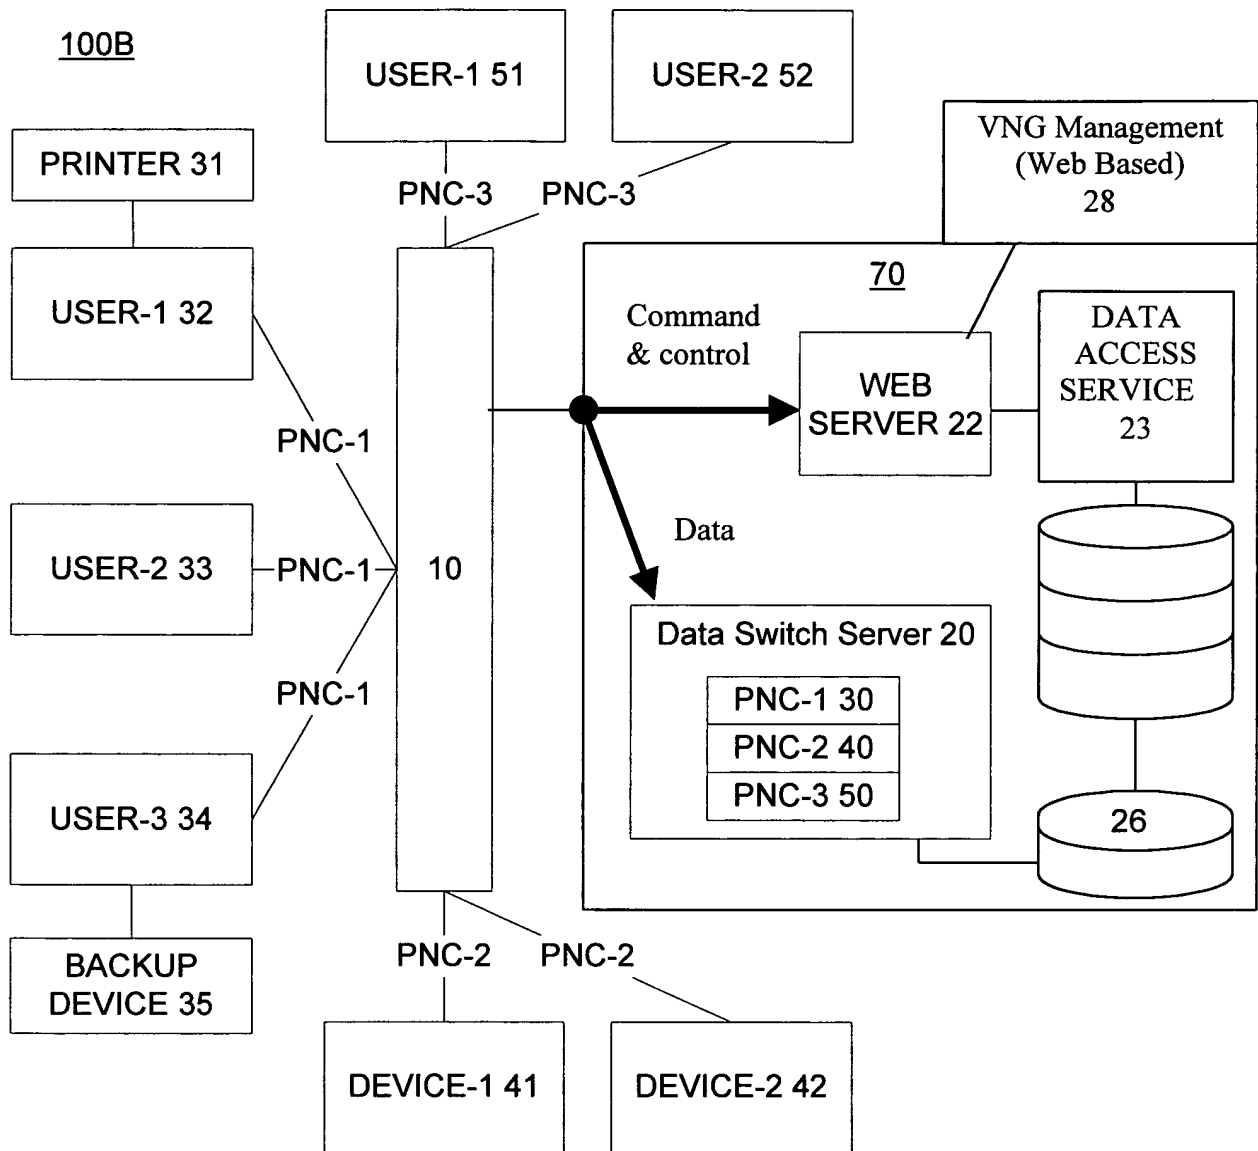 100B
USER-1 51
USER-2 52
VNG Management
(Web Based)
28
PRINTER 31
PNC-3
PNC-3
USER-1 32
70
Command
& control
DATA
ACCESS
SERVICE
23
WEB
SERVER 22
PNC-1
Data
USER-2 33
PNC-1
10
Data Switch Server 20
PNC-1
PNC-1 30
PNC-2 40
PNC-3 50
USER-3 34
26
BACKUP
DEVICE 35
PNC-2
PNC-2
DEVICE-1 41
DEVICE-2 42